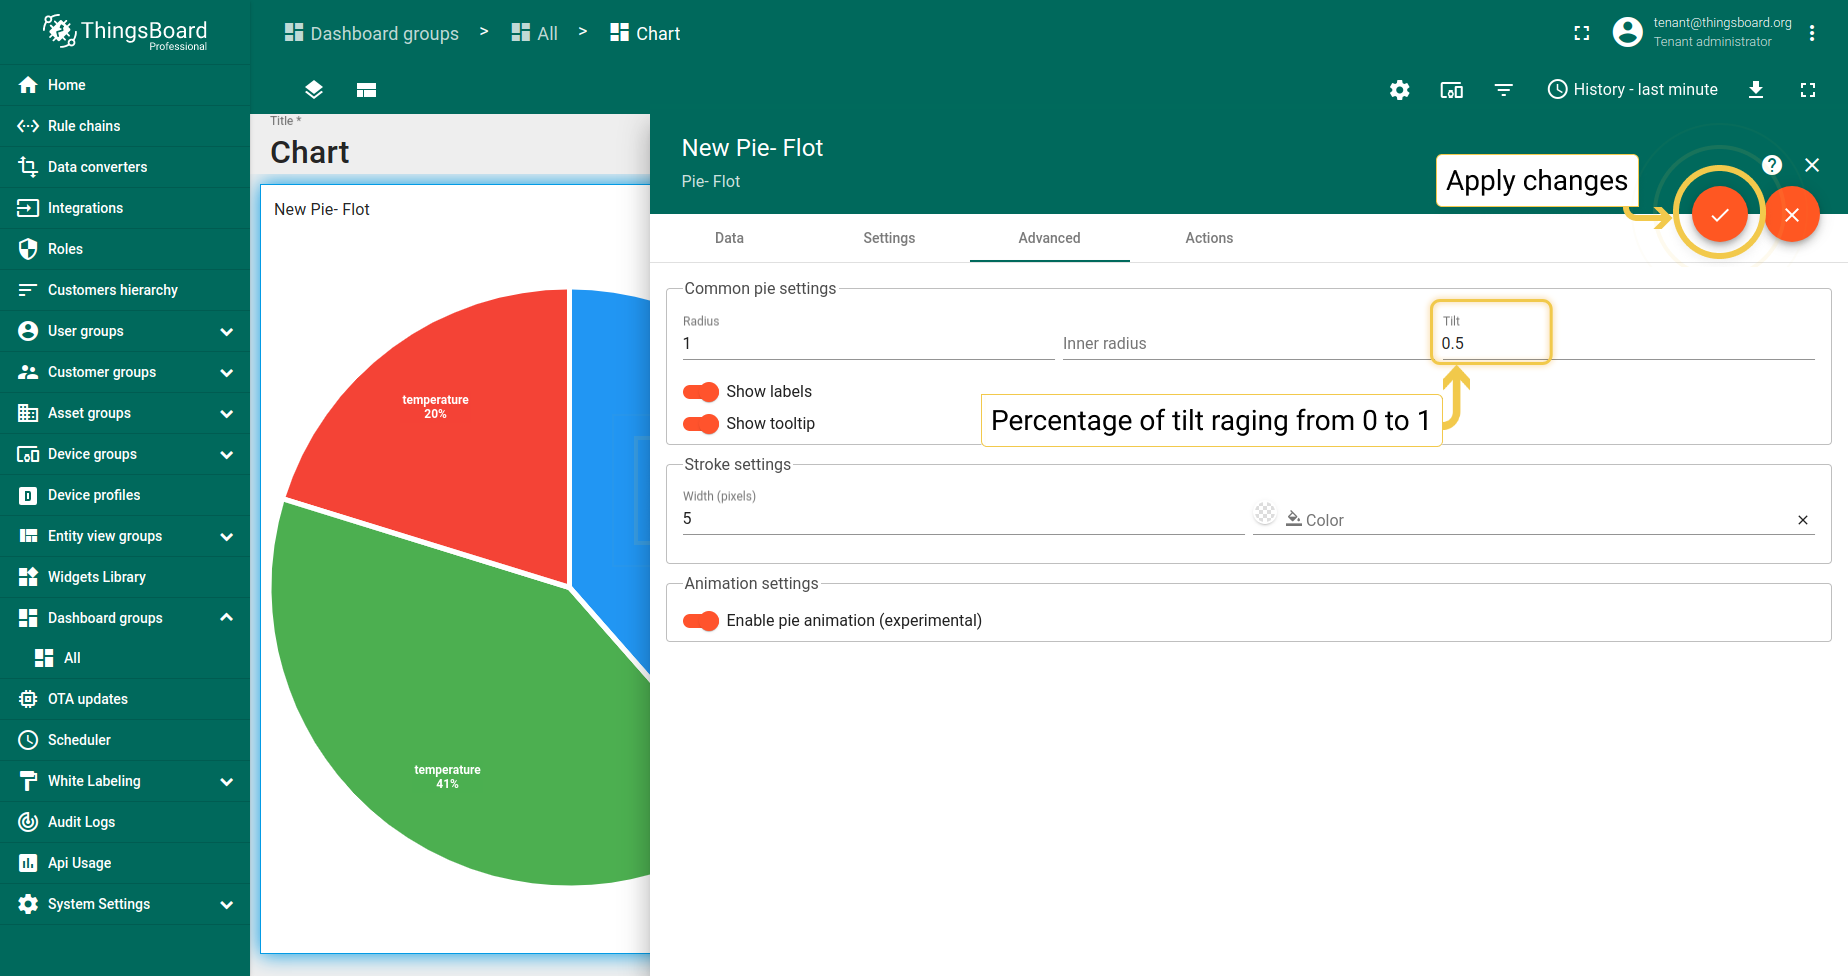 ThingsBoard
Professional
Home
Rule chains
Data converters
Integrations
Roles
Customers hierarchy
User groups
Customer groups
Asset groups
Device groups
Device profiles
Entity view groups
Widgets Library
Dashboard groups
All
OTA updates
Scheduler
White Labeling
Audit Logs
Api Usage
System Settings
Dashboard groups > All > Chart
tenant@thingsboard.org
Tenant administrator
History - last minute
Title *
Chart
New Pie- Flot
temperature
20%
temperature
41%
New Pie- Flot
Pie- Flot
Apply changes
Data Settings Advanced Actions
Common pie settings
Radius
1
Inner radius
Tilt
0.5
Show labels
Show tooltip
Percentage of tilt raging from 0 to 1
Stroke settings
Width (pixels)
5
Color
Animation settings
Enable pie animation (experimental)